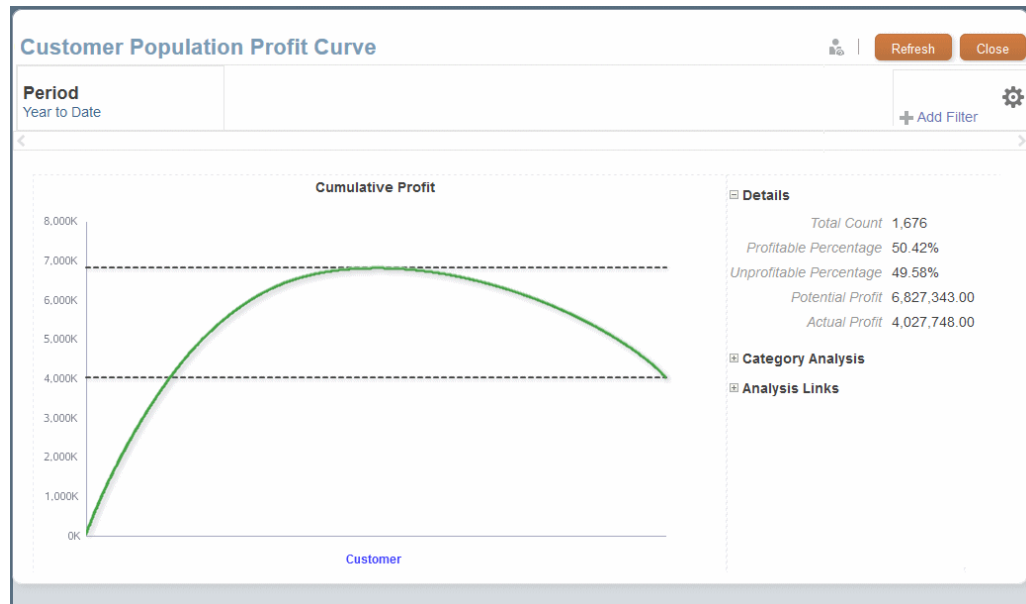 Customer Population Profit Curve
Refresh
Close
Period
Year to Date
Add Filter
Cumulative Profit
8,000K
7,000K
6,000K
5,000K
4,000K
3,000K
2,000K
1,000K
0K
Customer
Details
Total Count 1,676
Profitable Percentage 50.42%
Unprofitable Percentage 49.58%
Potential Profit 6,827,343.00
Actual Profit 4,027,748.00
Category Analysis
Analysis Links